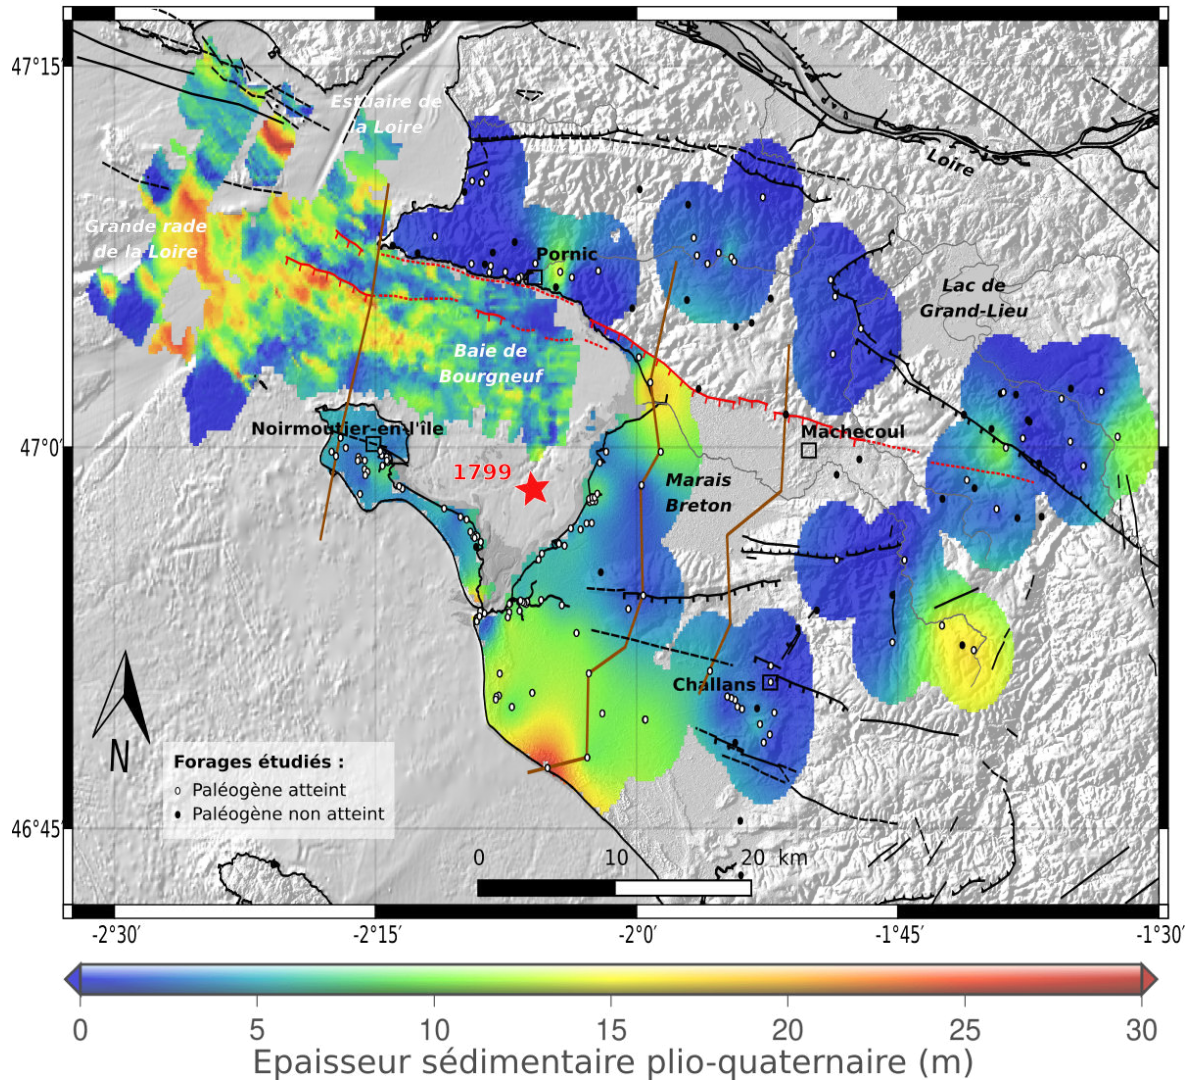 47°15′
Estuaire de
la Loire
Loire
Grande rade
de la Loire
Pornic
Lac de
Grand-Lieu
Baie de
Bourgneuf
Noirmoutier-en-l'île
47°0′
Machecoul
1799
Marais
Breton
Challans
N
Forages étudiés :
Paléogène atteint
Paléogène non atteint
46°45′
0 10 20 km
-2°30′ -2°15′ -2°0′ -1°45′ -1°30′
0 5 10 15 20 25 30
Epaisseur sédimentaire plio-quaternaire (m)